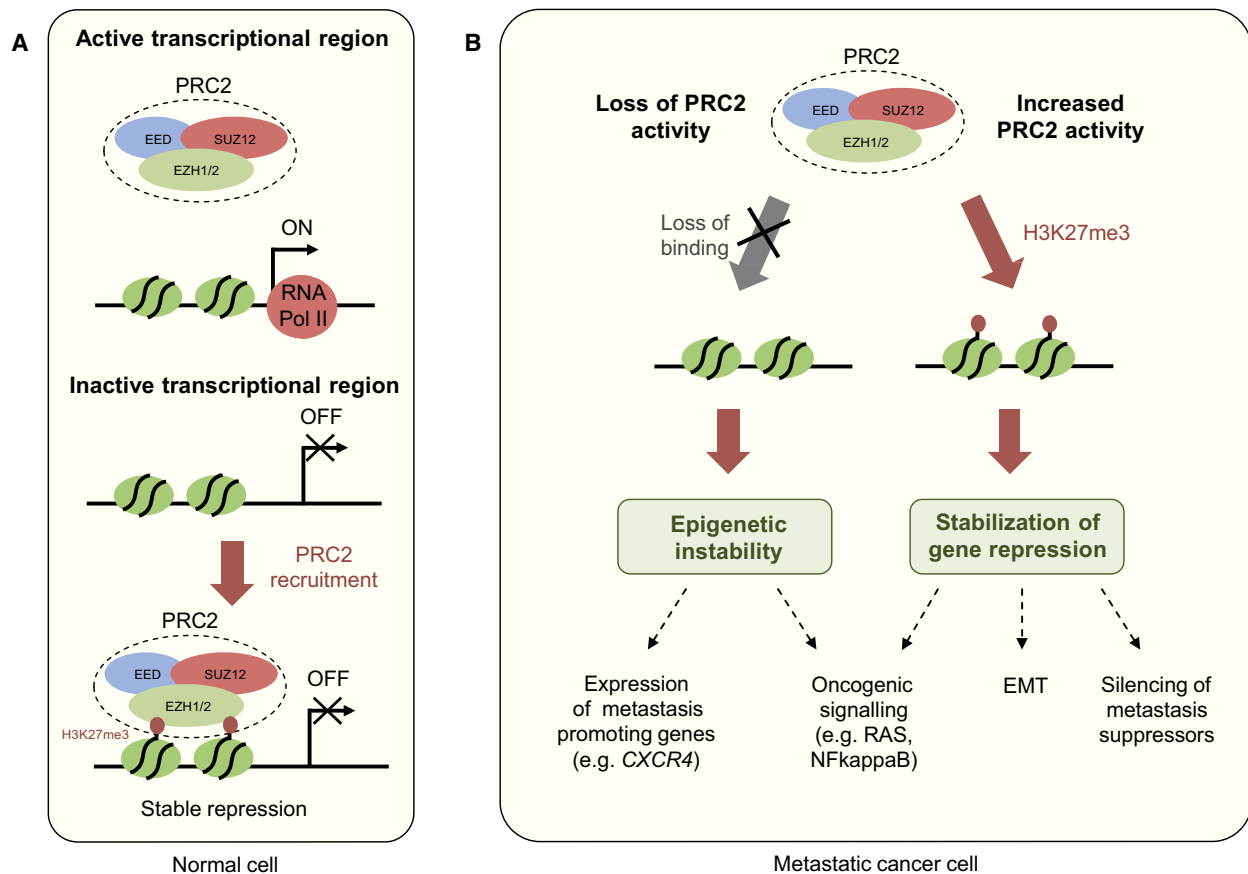 A
Active transcriptional region
PRC2
EED
SUZ12
EZH1/2
ON
RNA
Pol II
Inactive transcriptional region
OFF
PRC2
recruitment
PRC2
EED
SUZ12
EZH1/2
OFF
H3K27me3
Stable repression
Normal cell
B
PRC2
Loss of PRC2
activity
EED
SUZ12
EZH1/2
Increased
PRC2 activity
Loss of
binding
H3K27me3
Epigenetic
instability
Stabilization of
gene repression
Expression
of metastasis
promoting genes
(e.g. CXCR4)
Oncogenic
signalling
(e.g. RAS,
NFkappaB)
EMT
Silencing of
metastasis
suppressors
Metastatic cancer cell